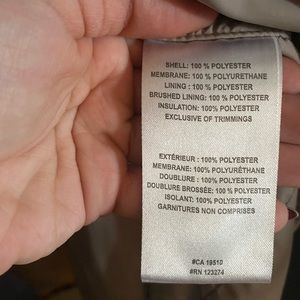 SHELL: 100 % POLYESTER
MEMBRANE: 100 % POLYURETHANE
LINING : 100 % POLYESTER
BRUSHED LINING: 100 % POLYESTER
INSULATION: 100% POLYESTER
EXCLUSIVE OF TRIMMINGS
EXTÉRIEUR : 100% POLYESTER
MEMBRANE: 100% POLYURÉTHANE
DOUBLURE : 100% POLYESTER
DOUBLURE BROSSÉE; 100 % POLYESTER
ISOLANT: 100% POLYESTER
GARNITURES NON COMPRISES
#CA 19510
#RN 123274